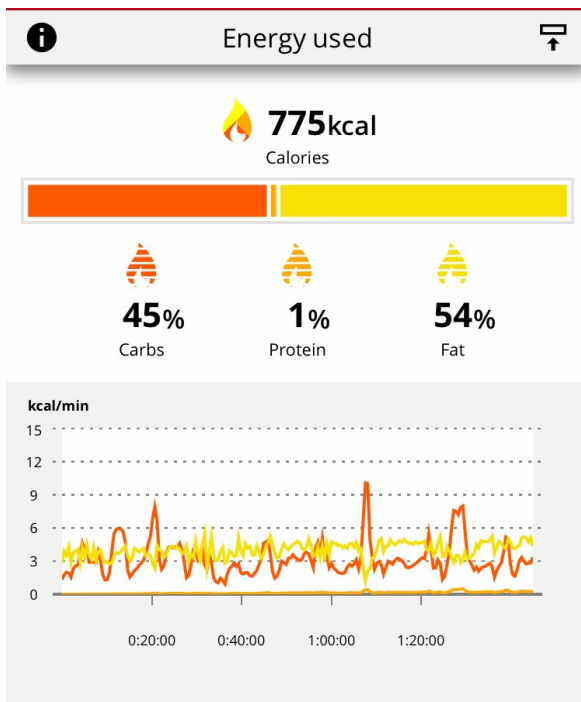 Energy used
775kcal
Calories
45% 1% 54%
Carbs Protein Fat
kcal/min
15
12
9
6
3
0
0:20:00 0:40:00 1:00:00 1:20:00